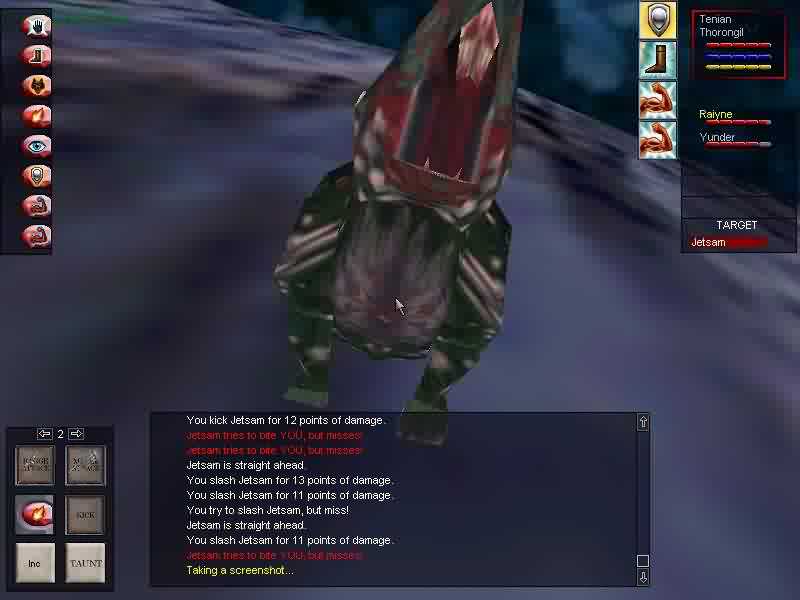 Tenian
Thorongil
Raiyne
Yunder
TARGET
Jetsam
2
RANGE ATTACK
MELEE ATTACK
KICK
Inc
TAUNT
You kick Jetsam for 12 points of damage.
Jetsam tries to bite YOU, but misses!
Jetsam tries to bite YOU, but misses!
Jetsam is straight ahead.
You slash Jetsam for 13 points of damage.
You slash Jetsam for 11 points of damage.
You try to slash Jetsam, but miss!
Jetsam is straight ahead.
You slash Jetsam for 11 points of damage.
Jetsam tries to bite YOU, but misses!
Taking a screenshot...